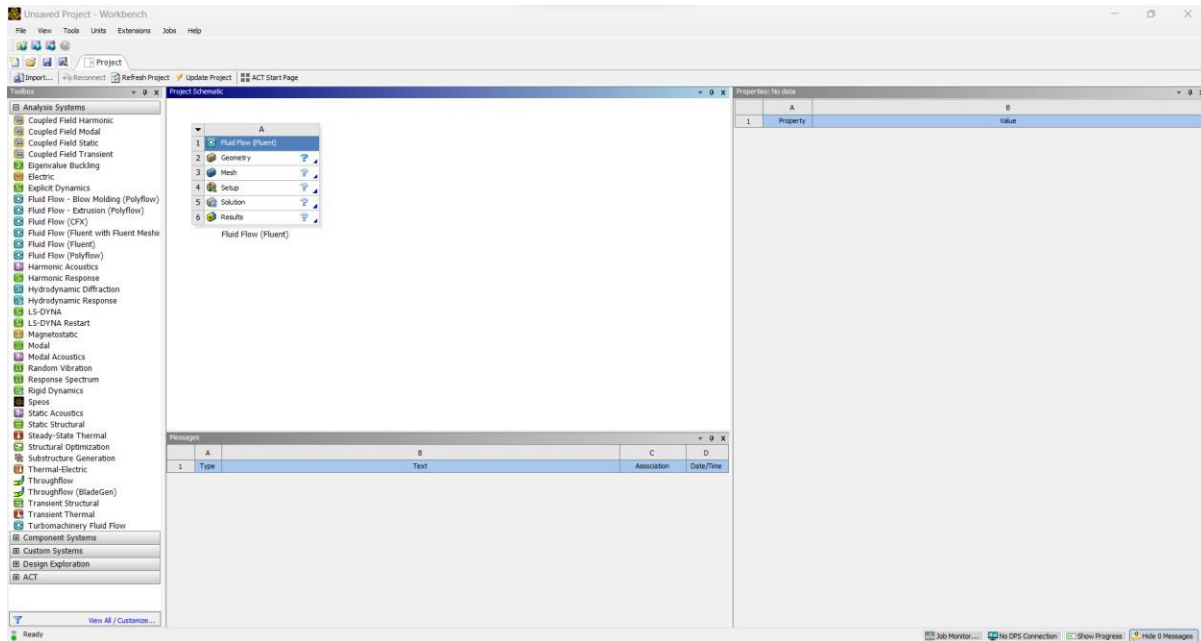 Unsaved Project - Workbench
File View Tools Units Extensions Jobs Help
Project
Import... Reconnect Refresh Project Update Project ACT Start Page
Toolbox
Analysis Systems
Coupled Field Harmonic
Coupled Field Modal
Coupled Field Static
Coupled Field Transient
Eigenvalue Buckling
Electric
Explicit Dynamics
Fluid Flow - Blow Molding (Polyflow)
Fluid Flow - Extrusion (Polyflow)
Fluid Flow (CFX)
Fluid Flow (Fluent with Fluent Meshi
Fluid Flow (Fluent)
Fluid Flow (Polyflow)
Harmonic Acoustics
Harmonic Response
Hydrodynamic Diffraction
Hydrodynamic Response
LS-DYNA
LS-DYNA Restart
Magnetostatic
Modal
Modal Acoustics
Random Vibration
Response Spectrum
Rigid Dynamics
Speos
Static Acoustics
Static Structural
Steady-State Thermal
Structural Optimization
Substructure Generation
Thermal-Electric
Throughflow
Throughflow (BladeGen)
Transient Structural
Transient Thermal
Turbomachinery Fluid Flow
Component Systems
Custom Systems
Design Exploration
ACT
View All / Customize...
Project Schematic
A
1 Fluid Flow (Fluent)
2 Geometry ?
3 Mesh ?
4 Setup ?
5 Solution ?
6 Results ?
Fluid Flow (Fluent)
Messages
A B C D
1 Type Text Association Date/Time
Properties: No data
A B
1 Property Value
Ready
Job Monitor... No DPS Connection Show Progress Hide 0 Messages